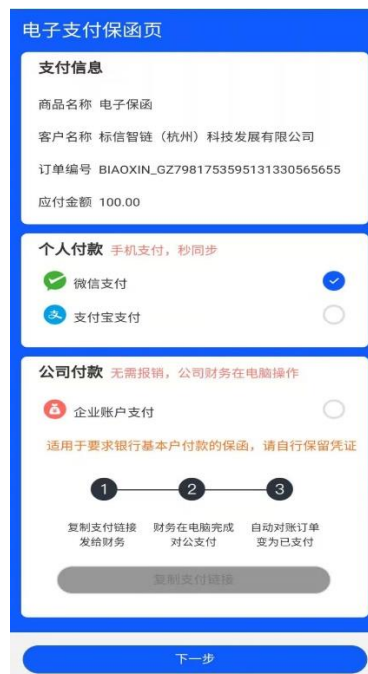 电子支付保函页
支付信息
商品名称 电子保函
客户名称 标信智链（杭州）科技发展有限公司
订单编号 BIAOXIN_GZ7981753595131330565655
应付金额 100.00
个人付款 手机支付，秒同步
微信支付
支 支付宝支付
公司付款 无需报销，公司财务在电脑操作
企业账户支付
适用于要求银行基本户付款的保函，请自行保留凭证
1 2 3
复制支付链接 财务在电脑完成 自动对账订单
发给财务 对公支付 变为已支付
复制支付链接
下一步